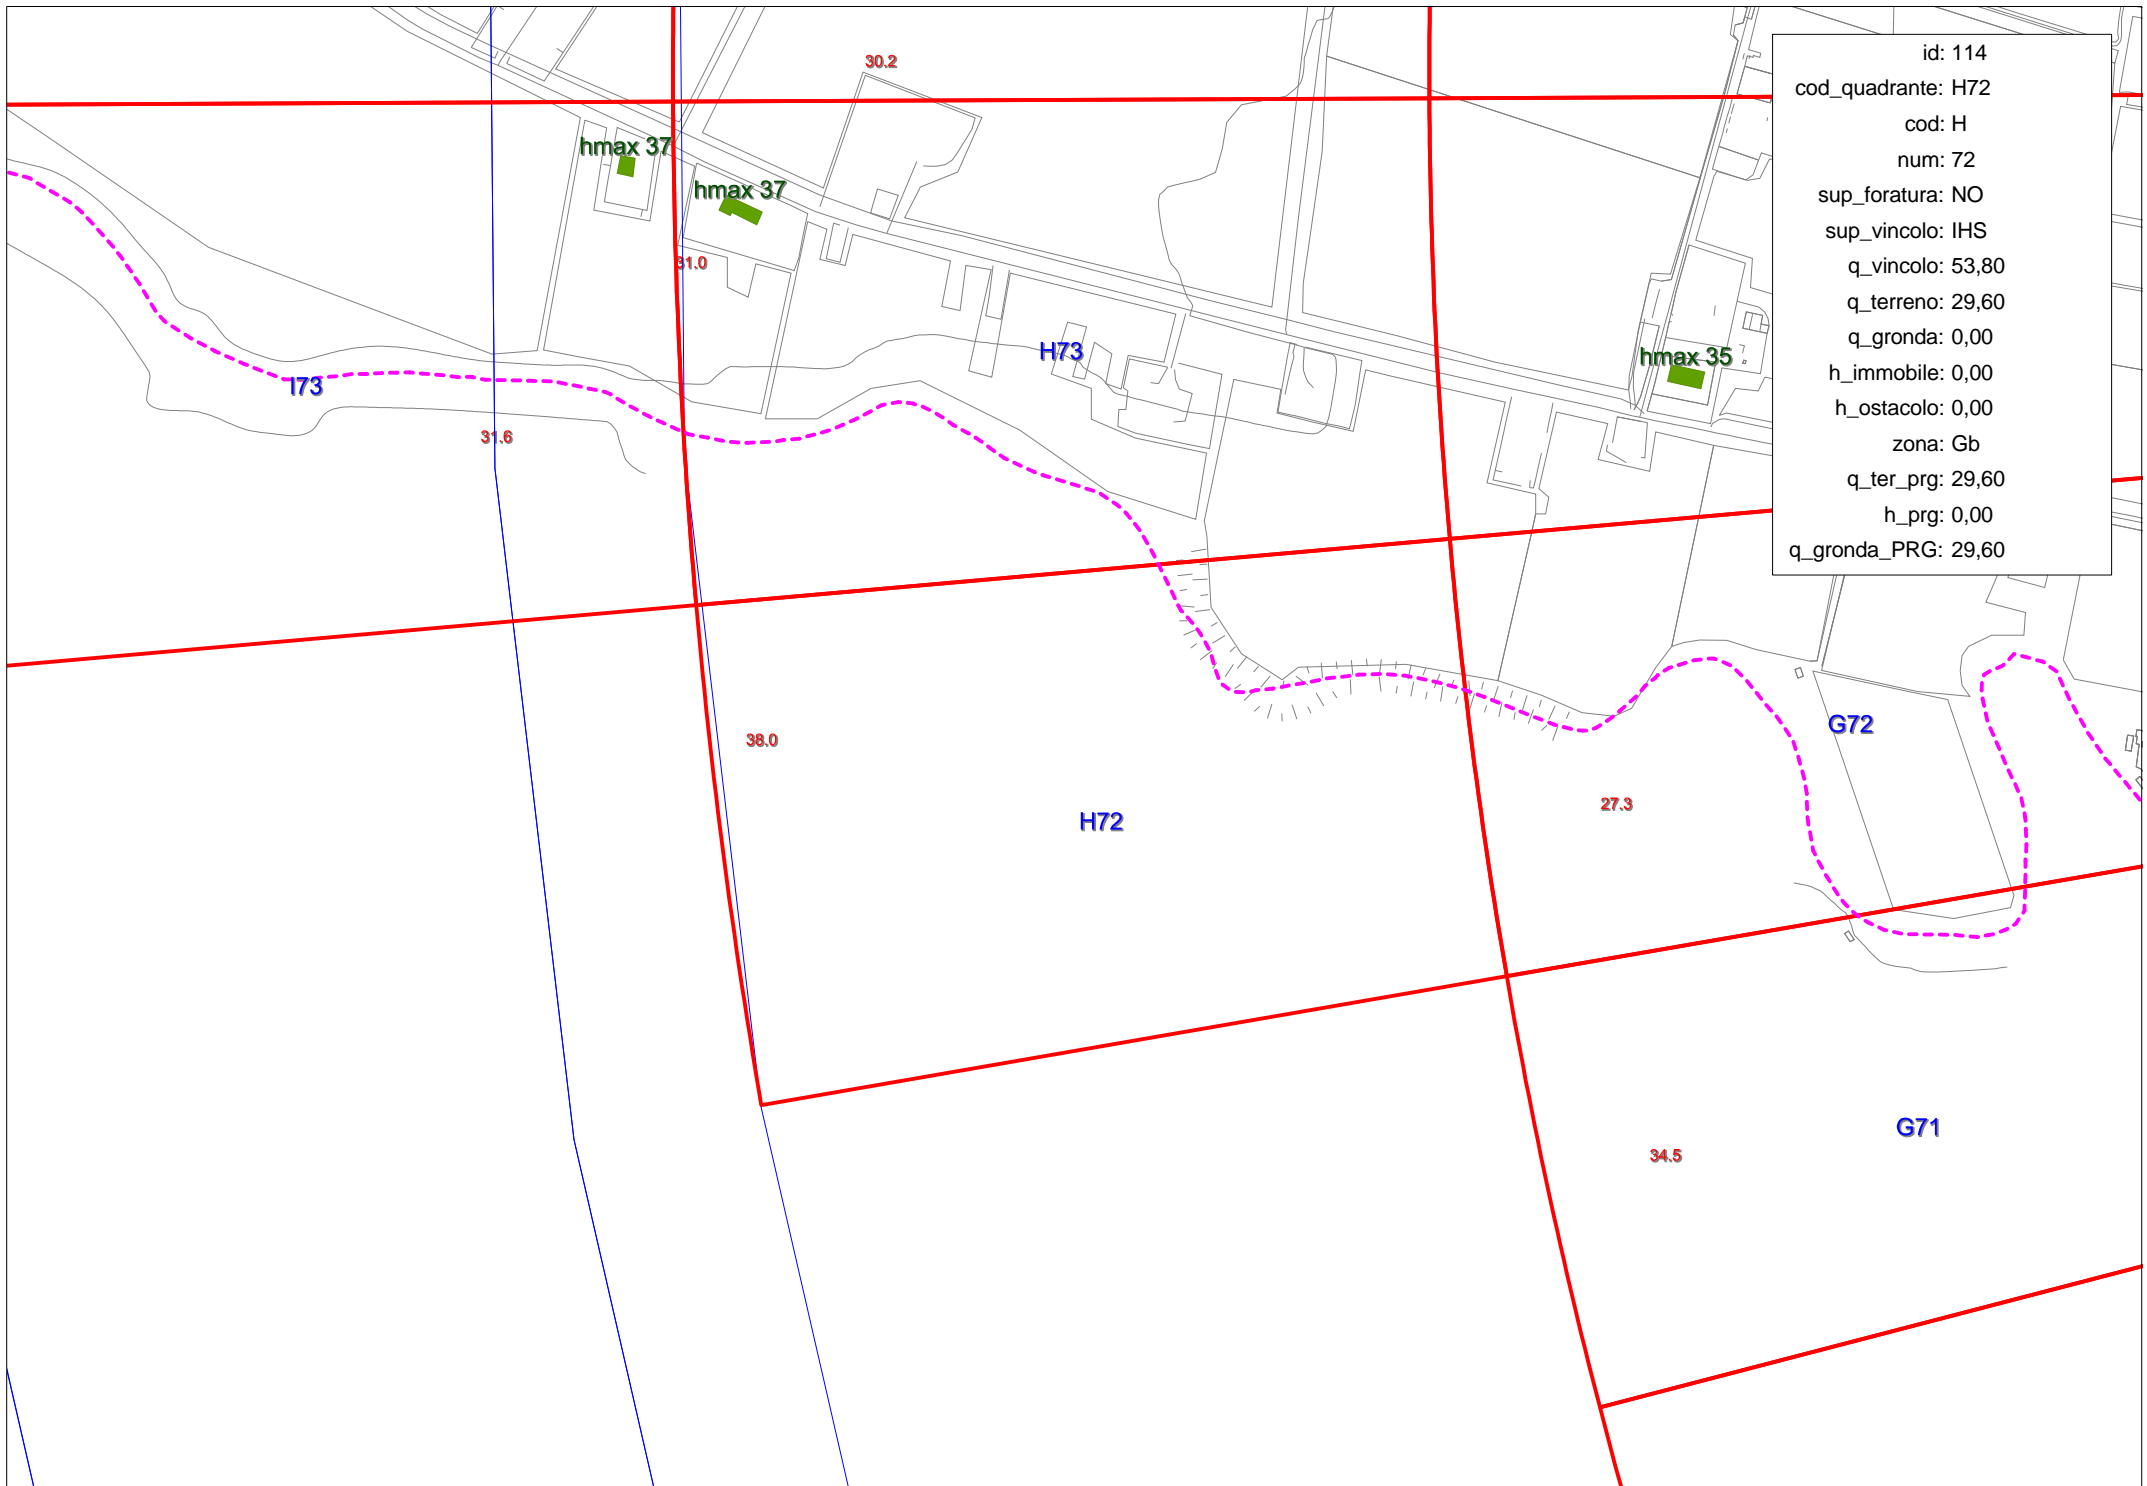 30.2
id: 114
cod_quadrante: H72
cod: H
num: 72
sup_foratura: NO
sup_vincolo: IHS
q_vincolo: 53,80
q_terreno: 29,60
q_gronda: 0,00
h_immobile: 0,00
h_ostacolo: 0,00
zona: Gb
q_ter_prg: 29,60
h_prg: 0,00
q_gronda_PRG: 29,60
hmax 37
hmax 37
31.0
H73
hmax 35
I73
31.6
G72
38.0
27.3
H72
G71
34.5